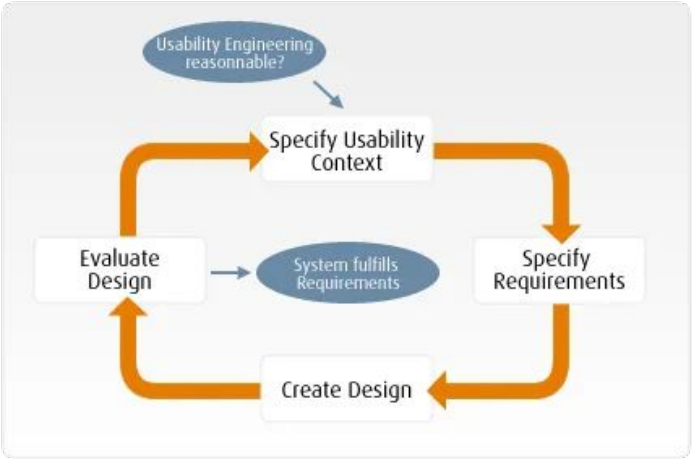 Usability Engineering
reasonnable?
Specify Usability
Context
Evaluate
Design
System fulfills
Requirements
Specify
Requirements
Create Design